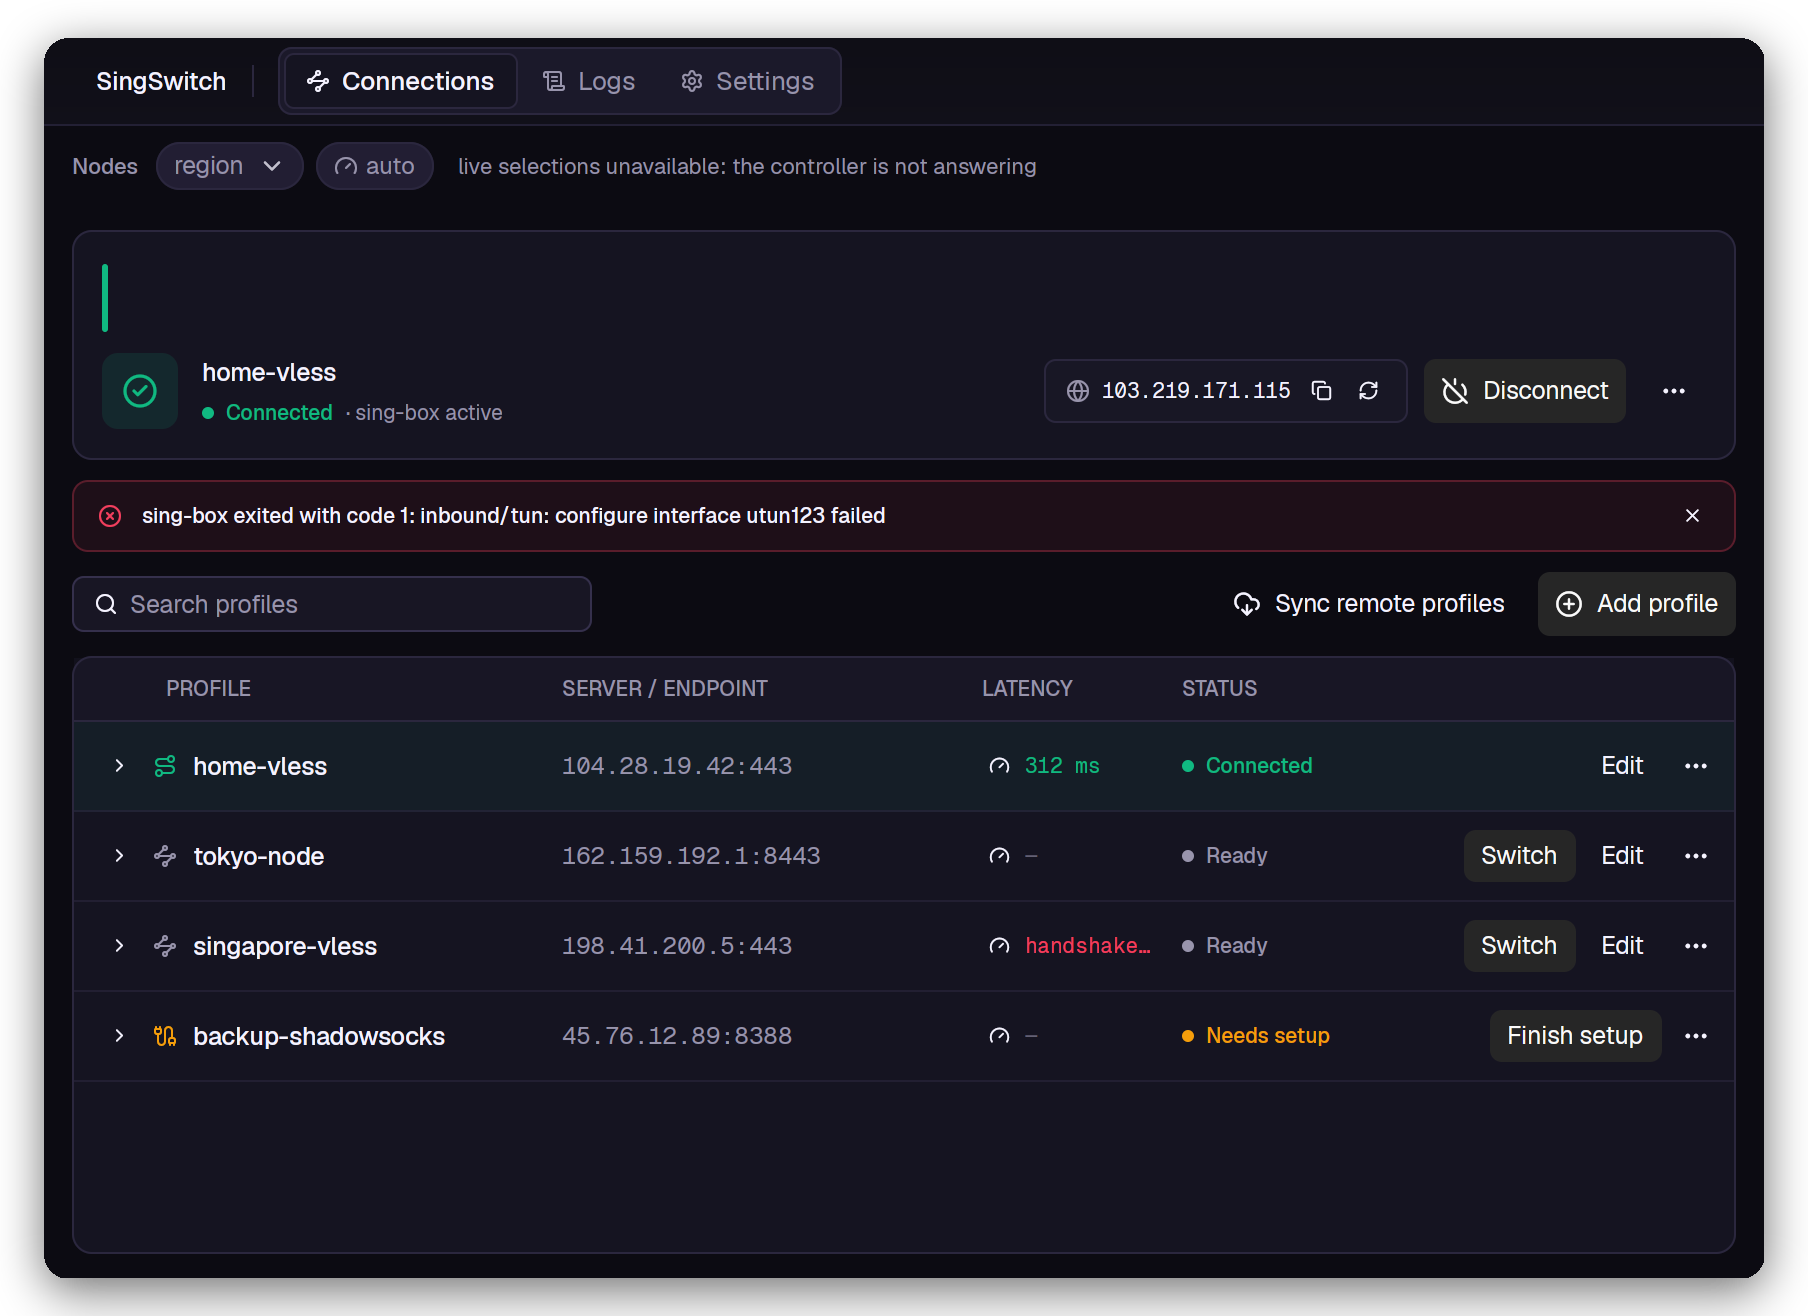 SingSwitch
Connections
Logs
Settings
Nodes
region
auto
live selections unavailable: the controller is not answering
home-vless
Connected · sing-box active
103.219.171.115
Disconnect
sing-box exited with code 1: inbound/tun: configure interface utun123 failed
Search profiles
Sync remote profiles
Add profile
PROFILE SERVER / ENDPOINT LATENCY STATUS
home-vless 104.28.19.42:443 312 ms Connected Edit
tokyo-node 162.159.192.1:8443 – Ready Switch Edit
singapore-vless 198.41.200.5:443 handshake… Ready Switch Edit
backup-shadowsocks 45.76.12.89:8388 – Needs setup Finish setup